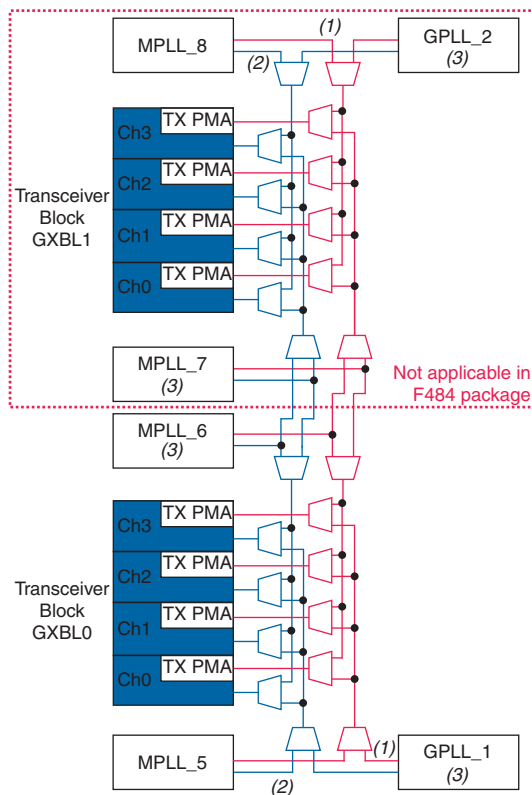 (1)
MPLL_8
(2)
GPLL_2
(3)
TX PMA
Ch3
TX PMA
Ch2
Transceiver
Block
GXBL1
TX PMA
Ch1
TX PMA
Ch0
MPLL_7
(3)
Not applicable in
F484 package
MPLL_6
(3)
TX PMA
Ch3
TX PMA
Ch2
Transceiver
Block
GXBL0
TX PMA
Ch1
TX PMA
Ch0
MPLL_5
(2)
(1)
GPLL_1
(3)